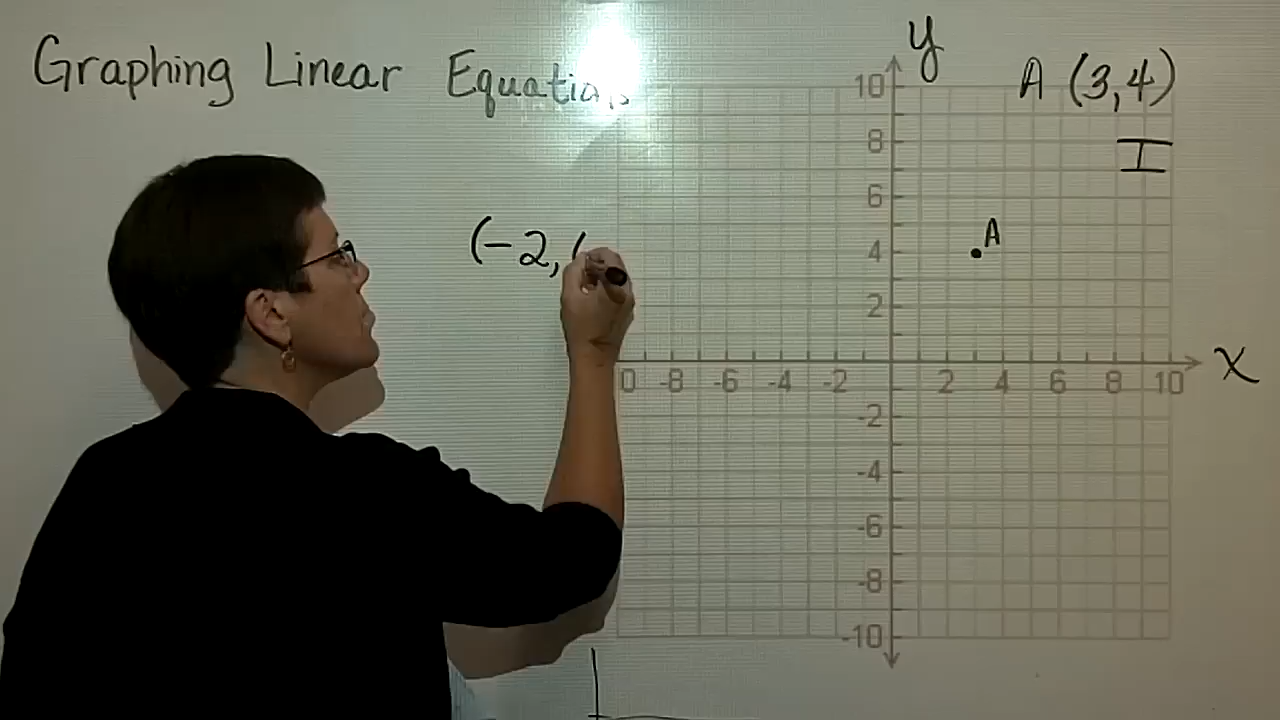 Graphing Linear Equations
y
A (3,4)
I
10
8
6
A
4
(-2,
2
x
0 -8 -6 -4 -2 2 4 6 8 10
-2
-4
-6
-8
-10